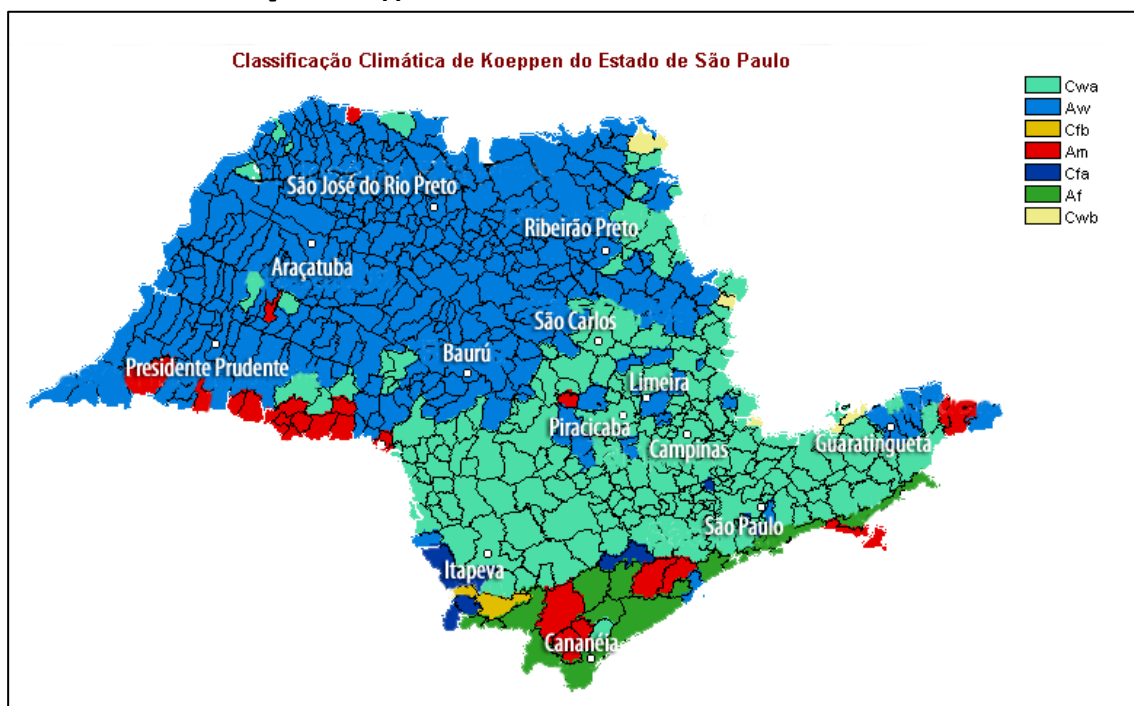 Classificação Climática de Koeppen do Estado de São Paulo
Cwa
Aw
Cfb
Am
Cfa
Af
Cwb
São José do Rio Preto
Ribeirão Preto
Araçatuba
São Carlos
Presidente Prudente
Baurú
Limeira
Piracicaba
Campinas
Guaratinguetá
São Paulo
Itapeva
Cananéia